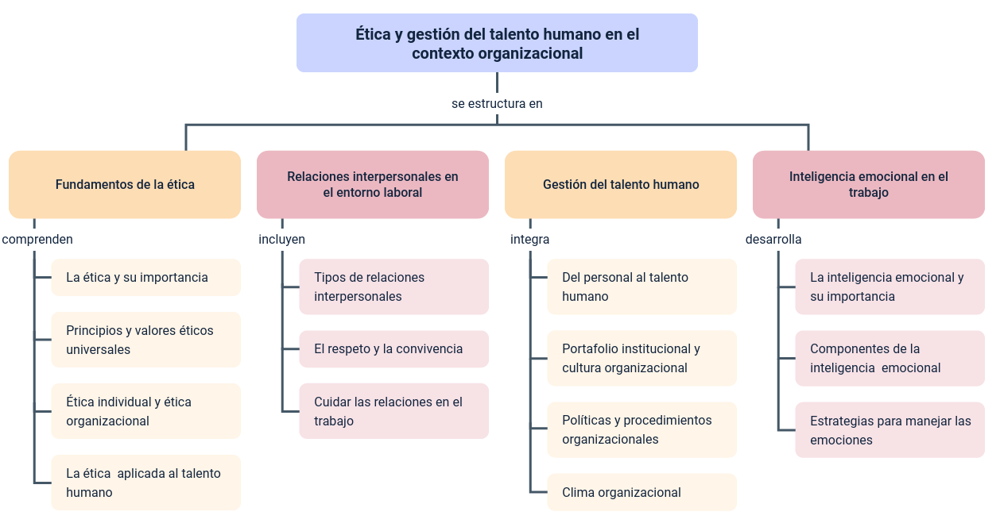 Ética y gestión del talento humano en el
contexto organizacional
se estructura en
Fundamentos de la ética
comprenden
La ética y su importancia
Principios y valores éticos
universales
Ética individual y ética
organizacional
La ética  aplicada al talento
humano
Relaciones interpersonales en
el entorno laboral
incluyen
Tipos de relaciones
interpersonales
El respeto y la convivencia
Cuidar las relaciones en el
trabajo
Gestión del talento humano
integra
Del personal al talento
humano
Portafolio institucional y
cultura organizacional
Políticas y procedimientos
organizacionales
Clima organizacional
Inteligencia emocional en el
trabajo
desarrolla
La inteligencia emocional y
su importancia
Componentes de la
inteligencia  emocional
Estrategias para manejar las
emociones